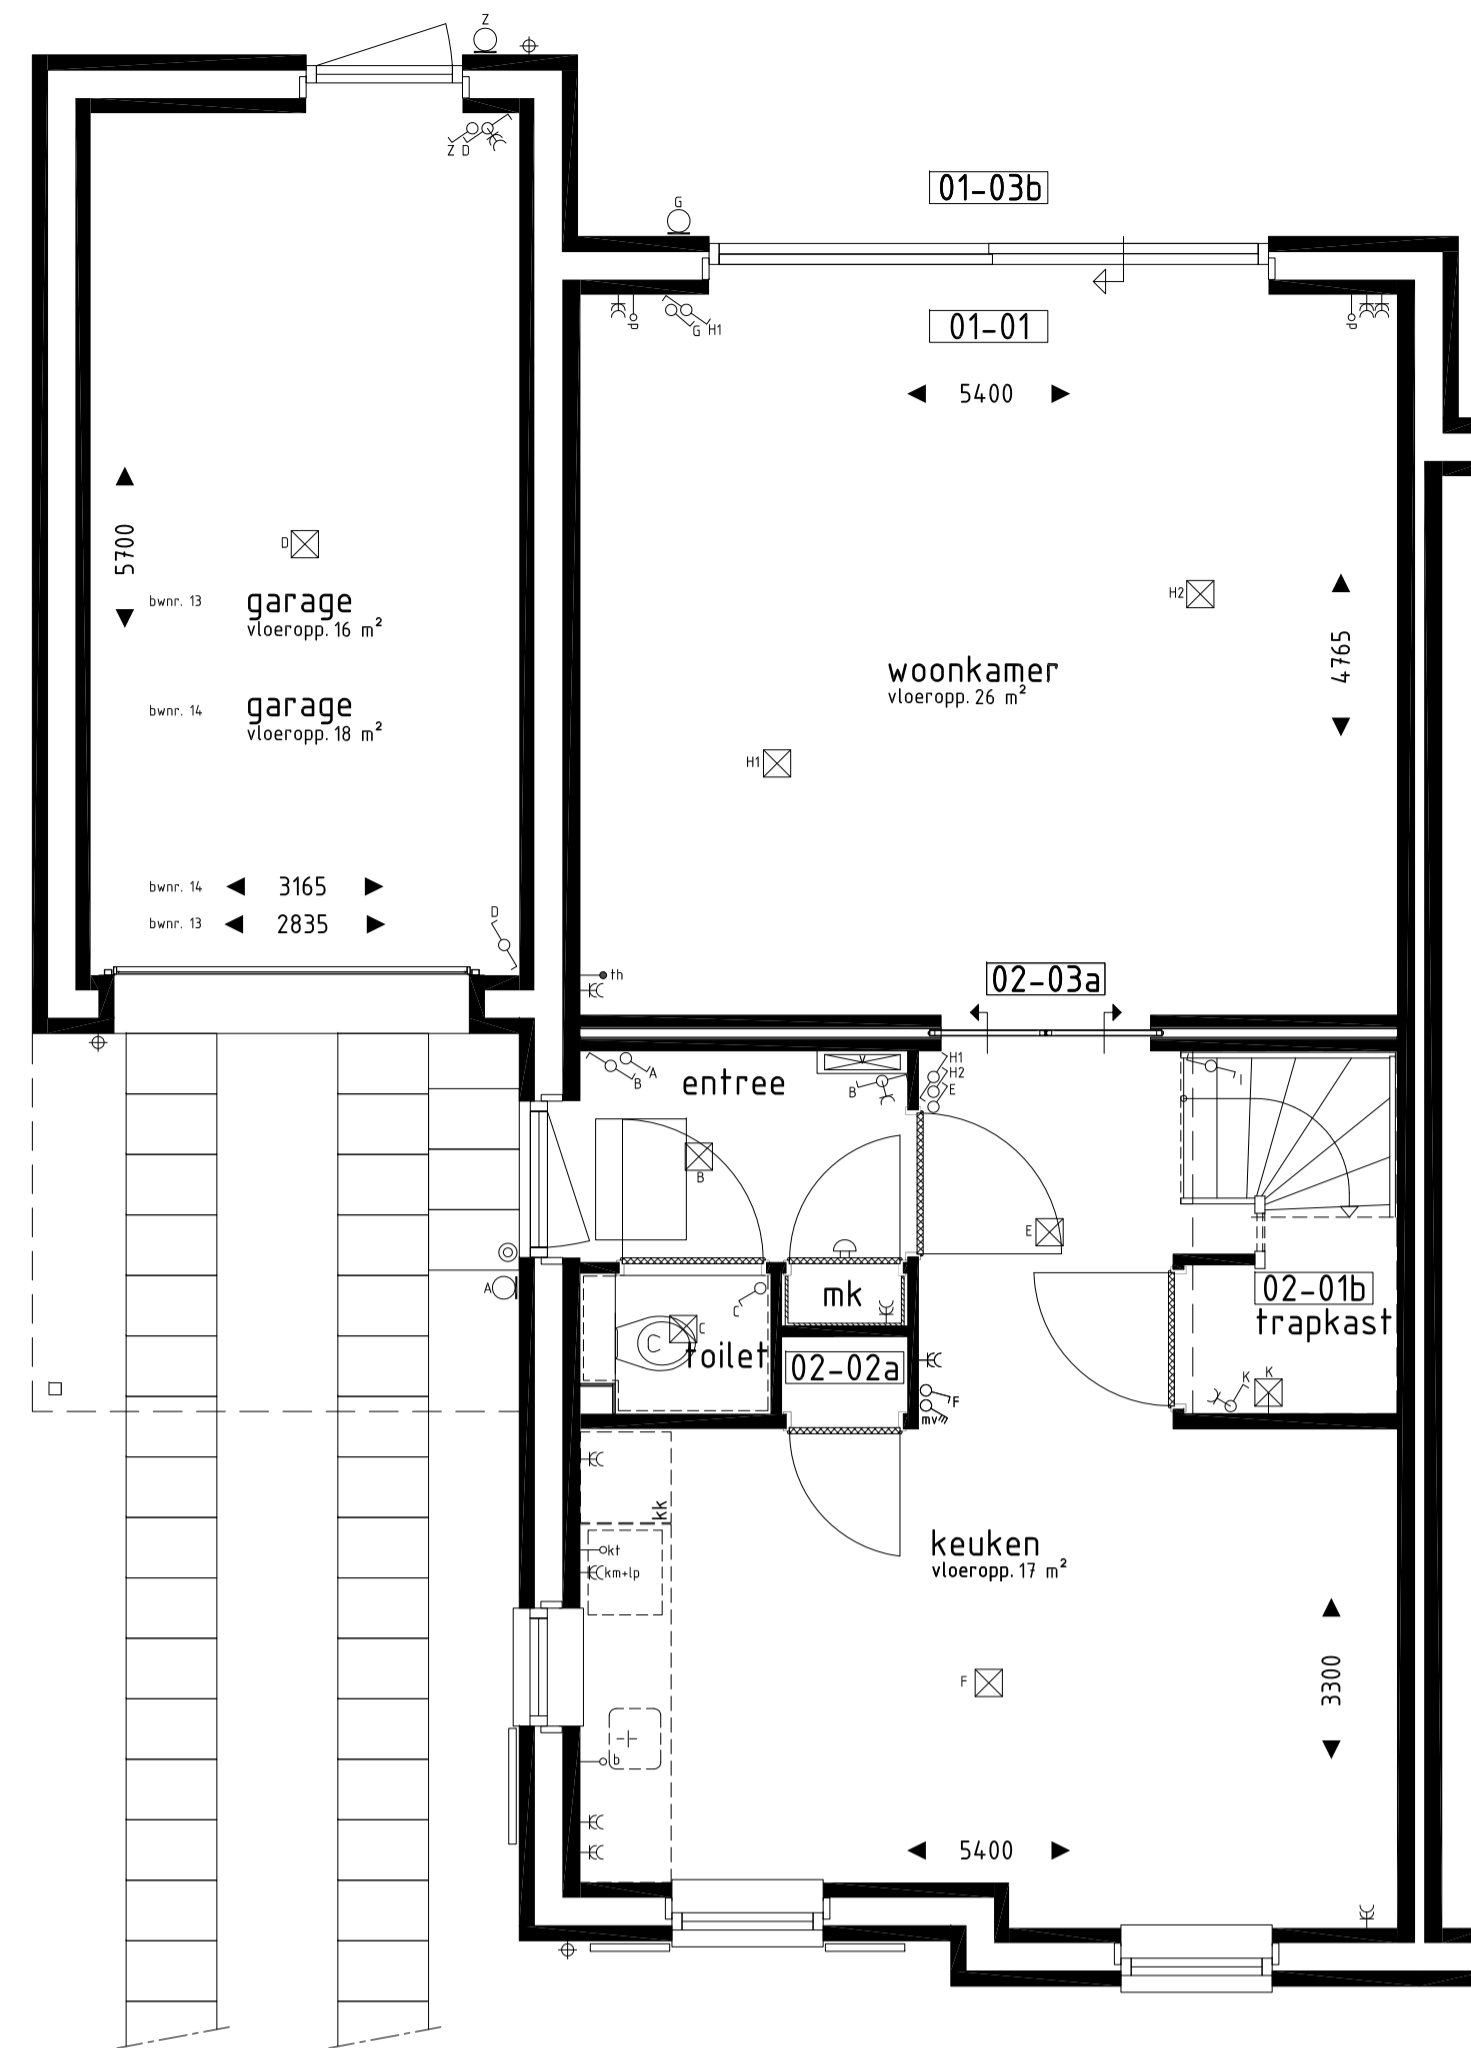 Z
Z D
01-03b
G
d
G H1
d
01-01
5400
5700
D
bwnr. 13
garage
vloeropp. 16 m²
H2
4765
woonkamer
vloeropp. 26 m²
bwnr. 14
garage
vloeropp. 18 m²
H1
bwnr. 14
3165
bwnr. 13
2835
D
th
02-03a
A
B
entree
V
B
H1
H2
E
I
B
E
A
C
mk
02-01b
trapkast
C
C
toilet
02-02a
K
K
F
mv
kk
kt
km+lp
keuken
vloeropp. 17 m²
F
3300
b
5400